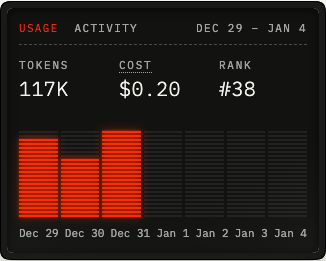 USAGE ACTIVITY DEC 29 – JAN 4
TOKENS COST RANK
117K $0.20 #38
Dec 29 Dec 30 Dec 31 Jan 1 Jan 2 Jan 3 Jan 4